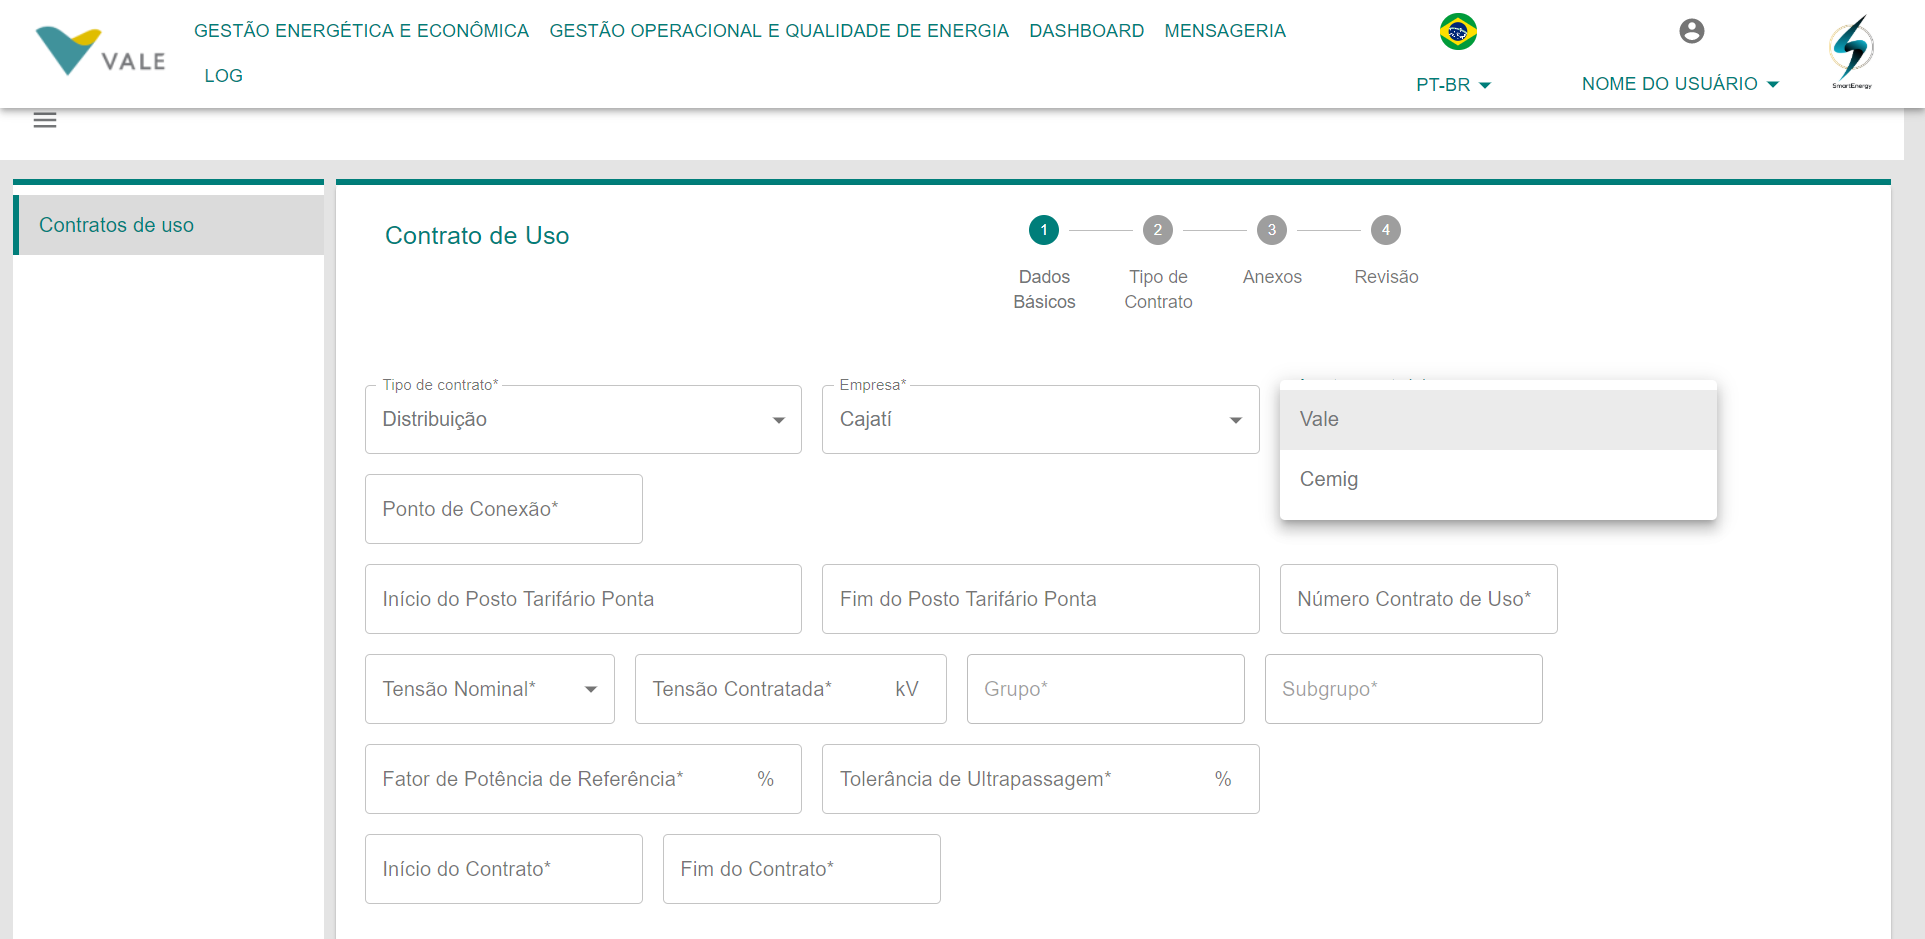 VALE
GESTÃO ENERGÉTICA E ECONÔMICA
GESTÃO OPERACIONAL E QUALIDADE DE ENERGIA
DASHBOARD
MENSAGERIA
LOG
PT-BR
NOME DO USUÁRIO
SmartEnergy
Contratos de uso
Contrato de Uso
1
2
3
4
Dados
Básicos
Tipo de
Contrato
Anexos
Revisão
Tipo de contrato*
Distribuição
Empresa*
Cajatí
Vale
Cemig
Ponto de Conexão*
Início do Posto Tarifário Ponta
Fim do Posto Tarifário Ponta
Número Contrato de Uso*
Tensão Nominal*
Tensão Contratada*
kV
Grupo*
Subgrupo*
Fator de Potência de Referência*
%
Tolerância de Ultrapassagem*
%
Início do Contrato*
Fim do Contrato*